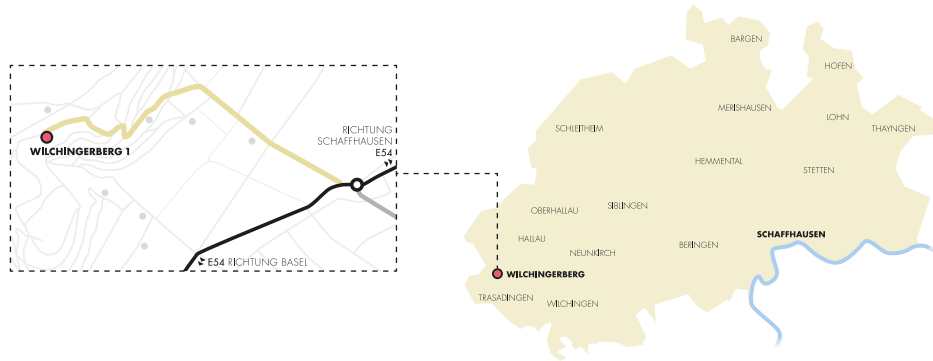 RICHTUNG
SCHAFFHAUSEN
E54
WILCHINGERBERG 1
E54 RICHTUNG BASEL
BARGEN
HOFEN
MERISHAUSEN
LOHN
SCHLEITHEIM
THAYNGEN
HEMMENTAL
STETTEN
SIBLINGEN
OBERHALLAU
SCHAFFHAUSEN
HALLAU
BERINGEN
NEUNKIRCH
WILCHINGERBERG
TRASADINGEN
WILCHINGEN